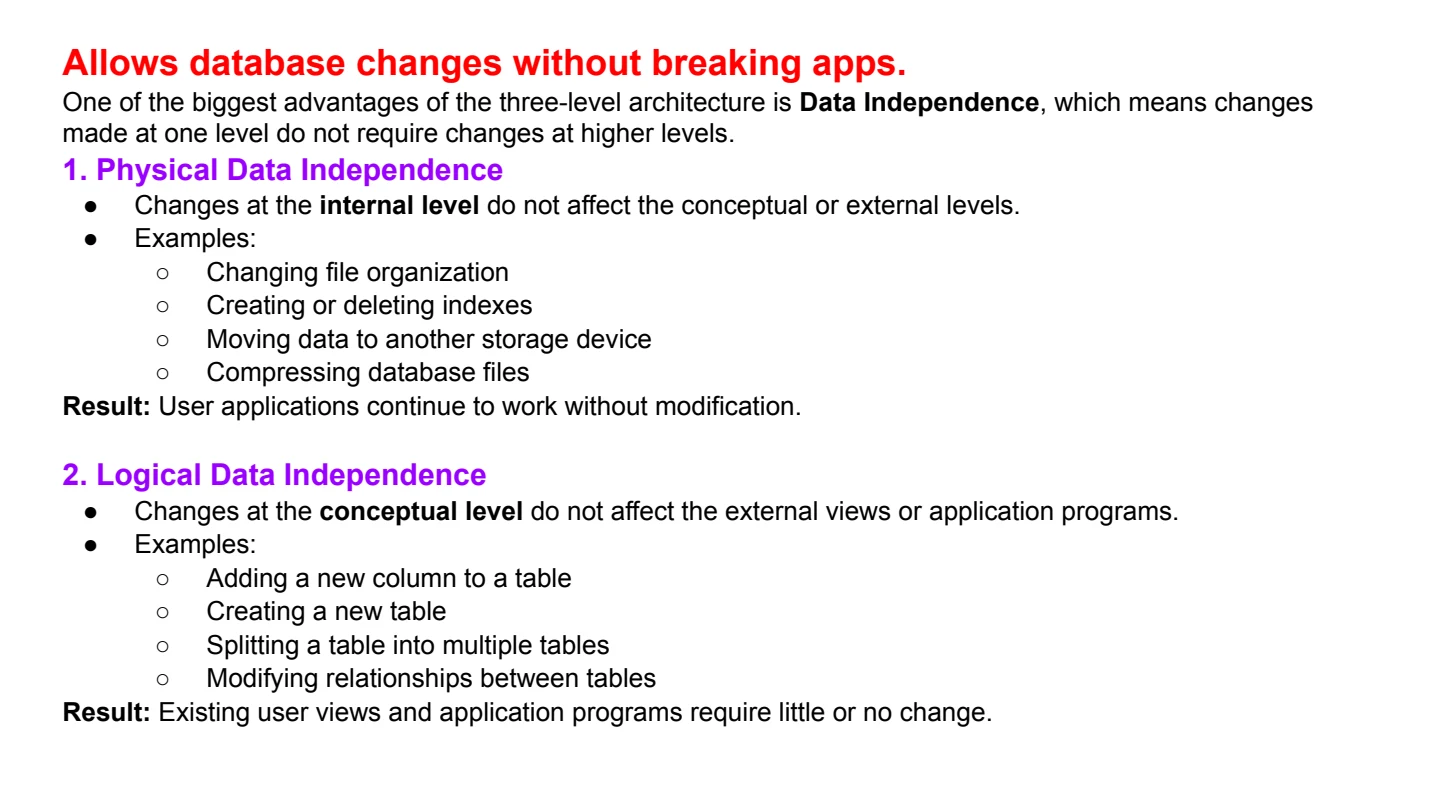 Allows database changes without breaking apps.
One of the biggest advantages of the three-level architecture is Data Independence, which means changes
made at one level do not require changes at higher levels.
1. Physical Data Independence
● Changes at the internal level do not affect the conceptual or external levels.
● Examples:
○ Changing file organization
○ Creating or deleting indexes
○ Moving data to another storage device
○ Compressing database files
Result: User applications continue to work without modification.
2. Logical Data Independence
● Changes at the conceptual level do not affect the external views or application programs.
● Examples:
○ Adding a new column to a table
○ Creating a new table
○ Splitting a table into multiple tables
○ Modifying relationships between tables
Result: Existing user views and application programs require little or no change.